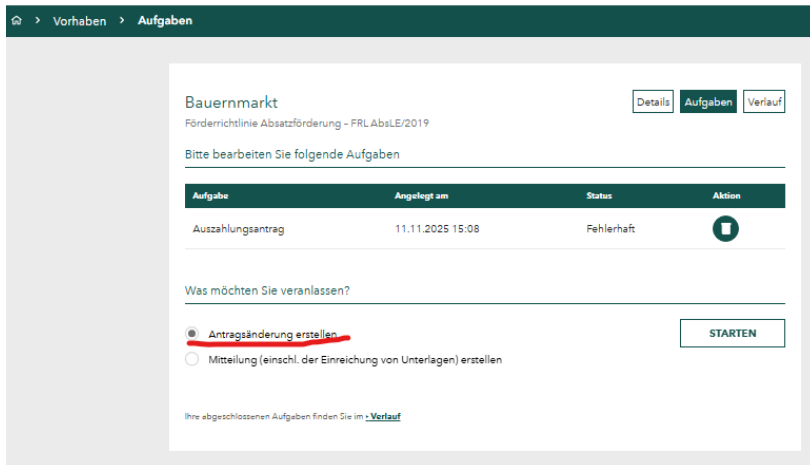 Vorhaben > Aufgaben
Bauernmarkt
Details Aufgaben Verlauf
Förderrichtlinie Absatzförderung – FRL AbsLE/2019
Bitte bearbeiten Sie folgende Aufgaben
Aufgabe Angelegt am Status Aktion
Auszahlungsantrag 11.11.2025 15:08 Fehlerhaft
Was möchten Sie veranlassen?
Antragsänderung erstellen STARTEN
Mitteilung (einschl. der Einreichung von Unterlagen) erstellen
Ihre abgeschlossenen Aufgaben finden Sie im › Verlauf